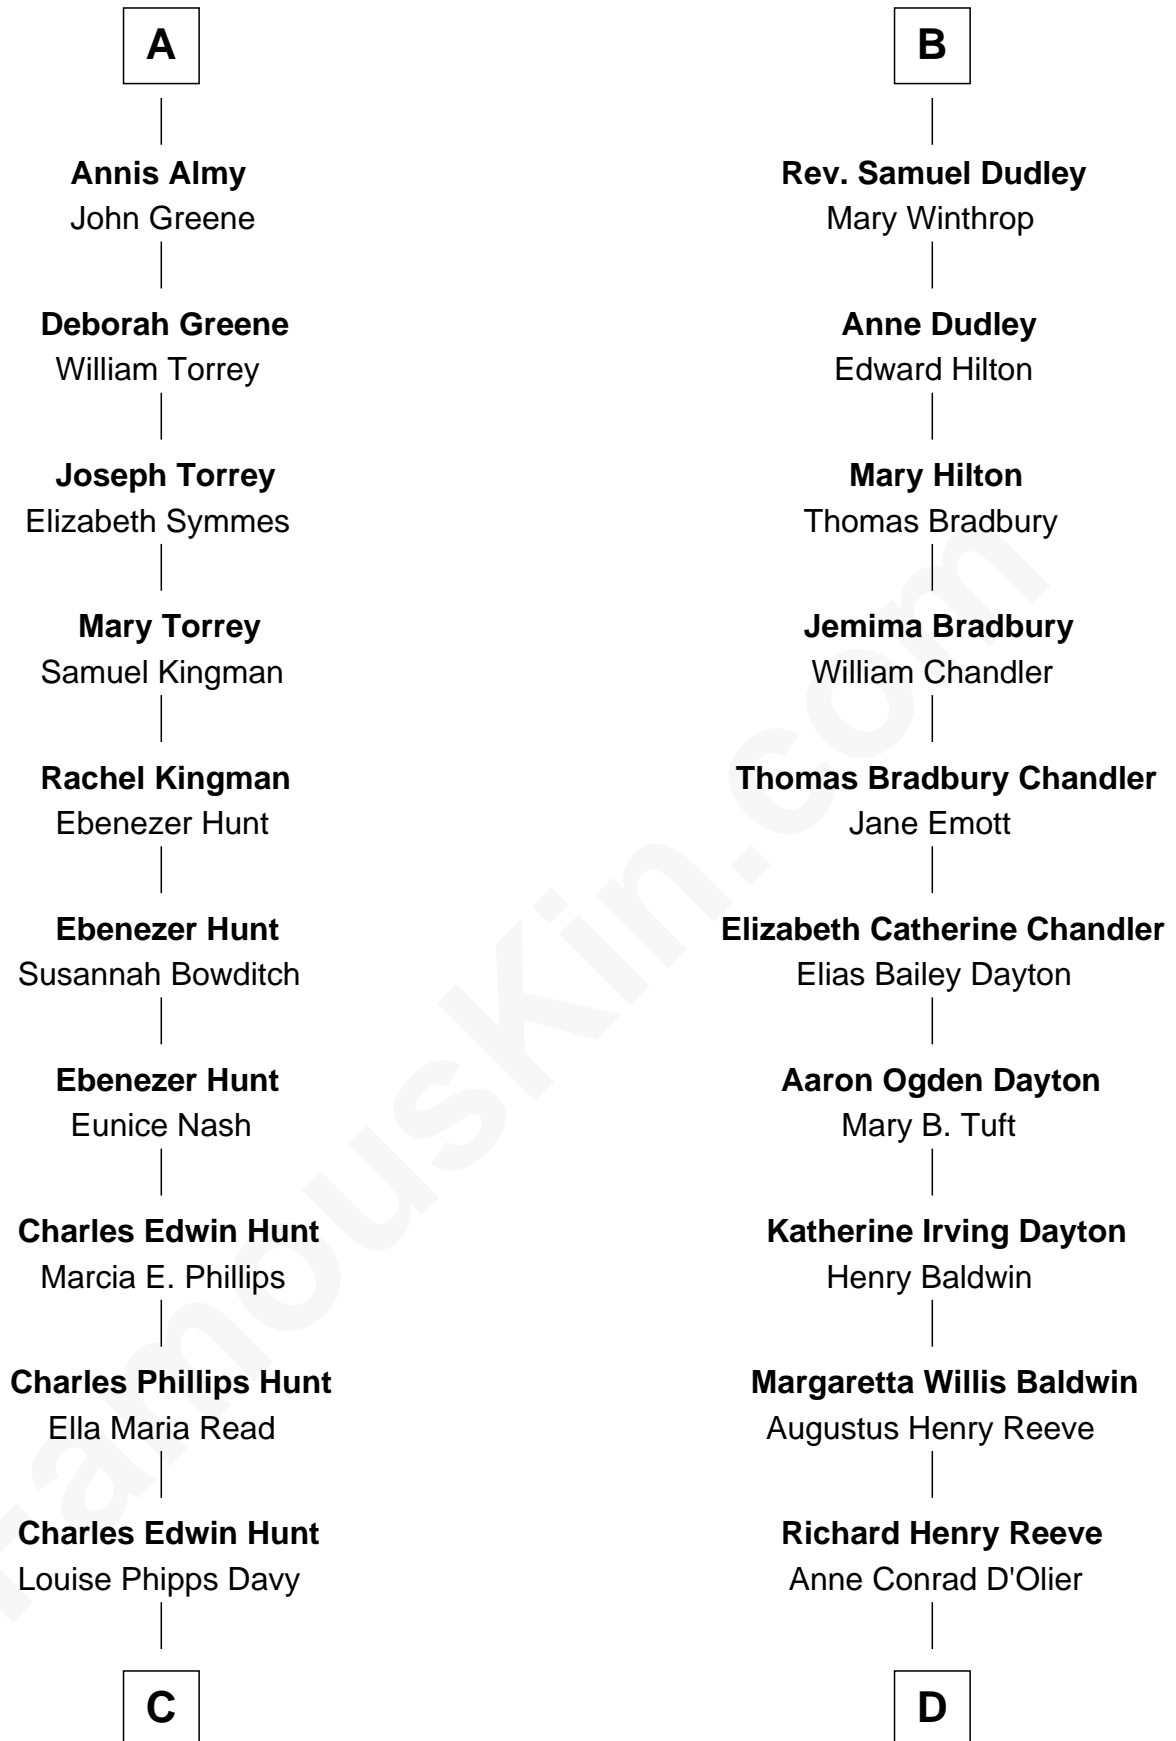 A
Annis Almy
John Greene
Deborah Greene
William Torrey
Joseph Torrey
Elizabeth Symmes
Mary Torrey
Samuel Kingman
Rachel Kingman
Ebenezer Hunt
Ebenezer Hunt
Susannah Bowditch
Ebenezer Hunt
Eunice Nash
Charles Edwin Hunt
Marcia E. Phillips
Charles Phillips Hunt
Ella Maria Read
Charles Edwin Hunt
Louise Phipps Davy
C
B
Rev. Samuel Dudley
Mary Winthrop
Anne Dudley
Edward Hilton
Mary Hilton
Thomas Bradbury
Jemima Bradbury
William Chandler
Thomas Bradbury Chandler
Jane Emott
Elizabeth Catherine Chandler
Elias Bailey Dayton
Aaron Ogden Dayton
Mary B. Tuft
Katherine Irving Dayton
Henry Baldwin
Margaretta Willis Baldwin
Augustus Henry Reeve
Richard Henry Reeve
Anne Conrad D'Olier
D
FamousKin.com